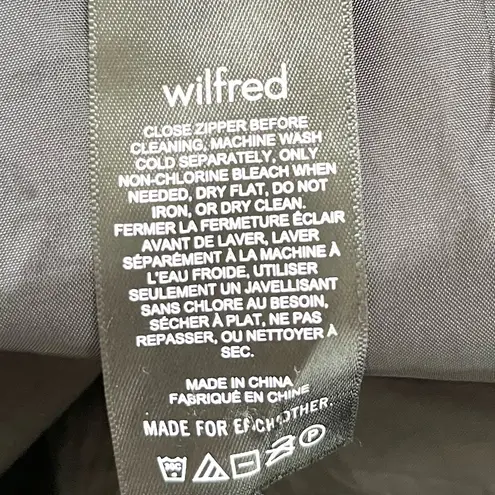 wilfred
CLOSE ZIPPER BEFORE
CLEANING, MACHINE WASH
COLD SEPARATELY, ONLY
NON-CHLORINE BLEACH WHEN
NEEDED, DRY FLAT, DO NOT
IRON, OR DRY CLEAN.
FERMER LA FERMETURE ÉCLAIR
AVANT DE LAVER, LAVER
SÉPARÉMENT À LA MACHINE À
L'EAU FROIDE, UTILISER
SEULEMENT UN JAVELLISANT
SANS CHLORE AU BESOIN,
SÉCHER À PLAT, NE PAS
REPASSER, OU NETTOYER À
SEC.
MADE IN CHINA
FABRIQUÉ EN CHINE
MADE FOR EACH OTHER.
30C P